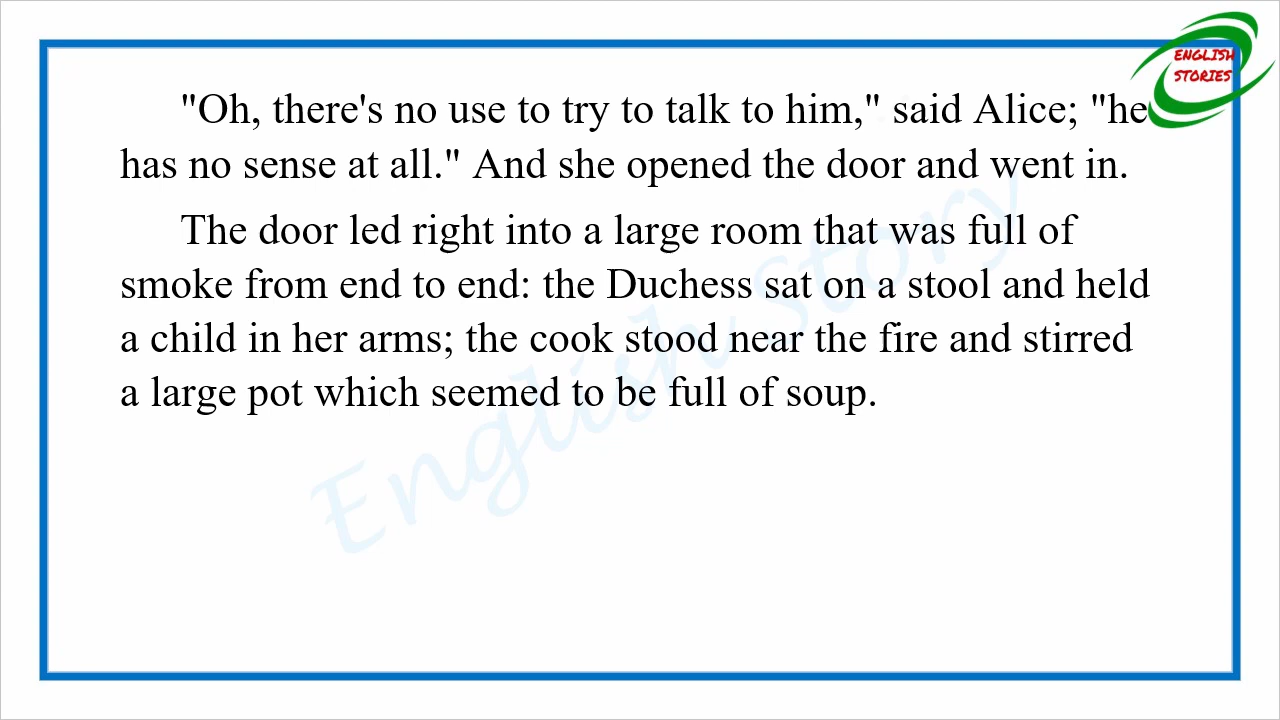 ENGLISH
STORIES
"Oh, there's no use to try to talk to him," said Alice; "he
has no sense at all." And she opened the door and went in.
The door led right into a large room that was full of
smoke from end to end: the Duchess sat on a stool and held
a child in her arms; the cook stood near the fire and stirred
a large pot which seemed to be full of soup.
English Story